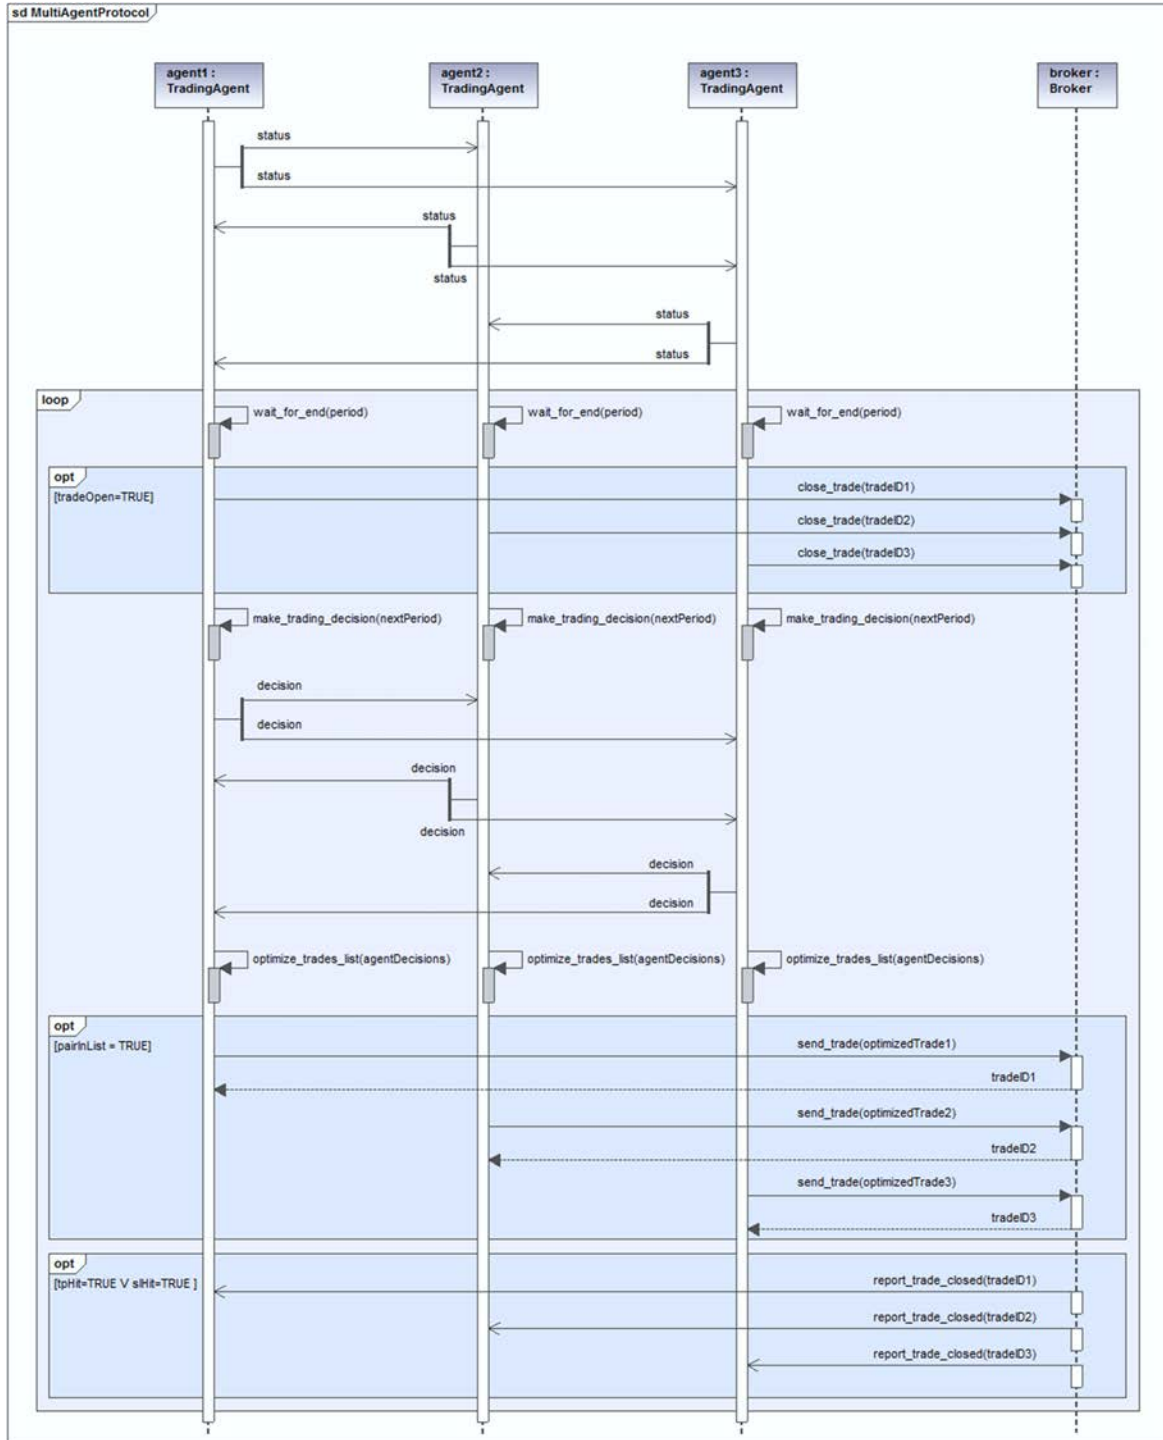 sd MultiAgentProtocol
agent1 :
TradingAgent
agent2 :
TradingAgent
agent3 :
TradingAgent
broker :
Broker
status
status
status
status
status
status
loop
wait_for_end(period)
wait_for_end(period)
wait_for_end(period)
opt
[tradeOpen=TRUE]
close_trade(tradeID1)
close_trade(tradeID2)
close_trade(tradeID3)
make_trading_decision(nextPeriod)
make_trading_decision(nextPeriod)
make_trading_decision(nextPeriod)
decision
decision
decision
decision
decision
decision
optimize_trades_list(agentDecisions)
optimize_trades_list(agentDecisions)
optimize_trades_list(agentDecisions)
opt
[pairInList = TRUE]
send_trade(optimizedTrade1)
tradeID1
send_trade(optimizedTrade2)
tradeID2
send_trade(optimizedTrade3)
tradeID3
opt
[tpHit=TRUE V slHit=TRUE ]
report_trade_closed(tradeID1)
report_trade_closed(tradeID2)
report_trade_closed(tradeID3)